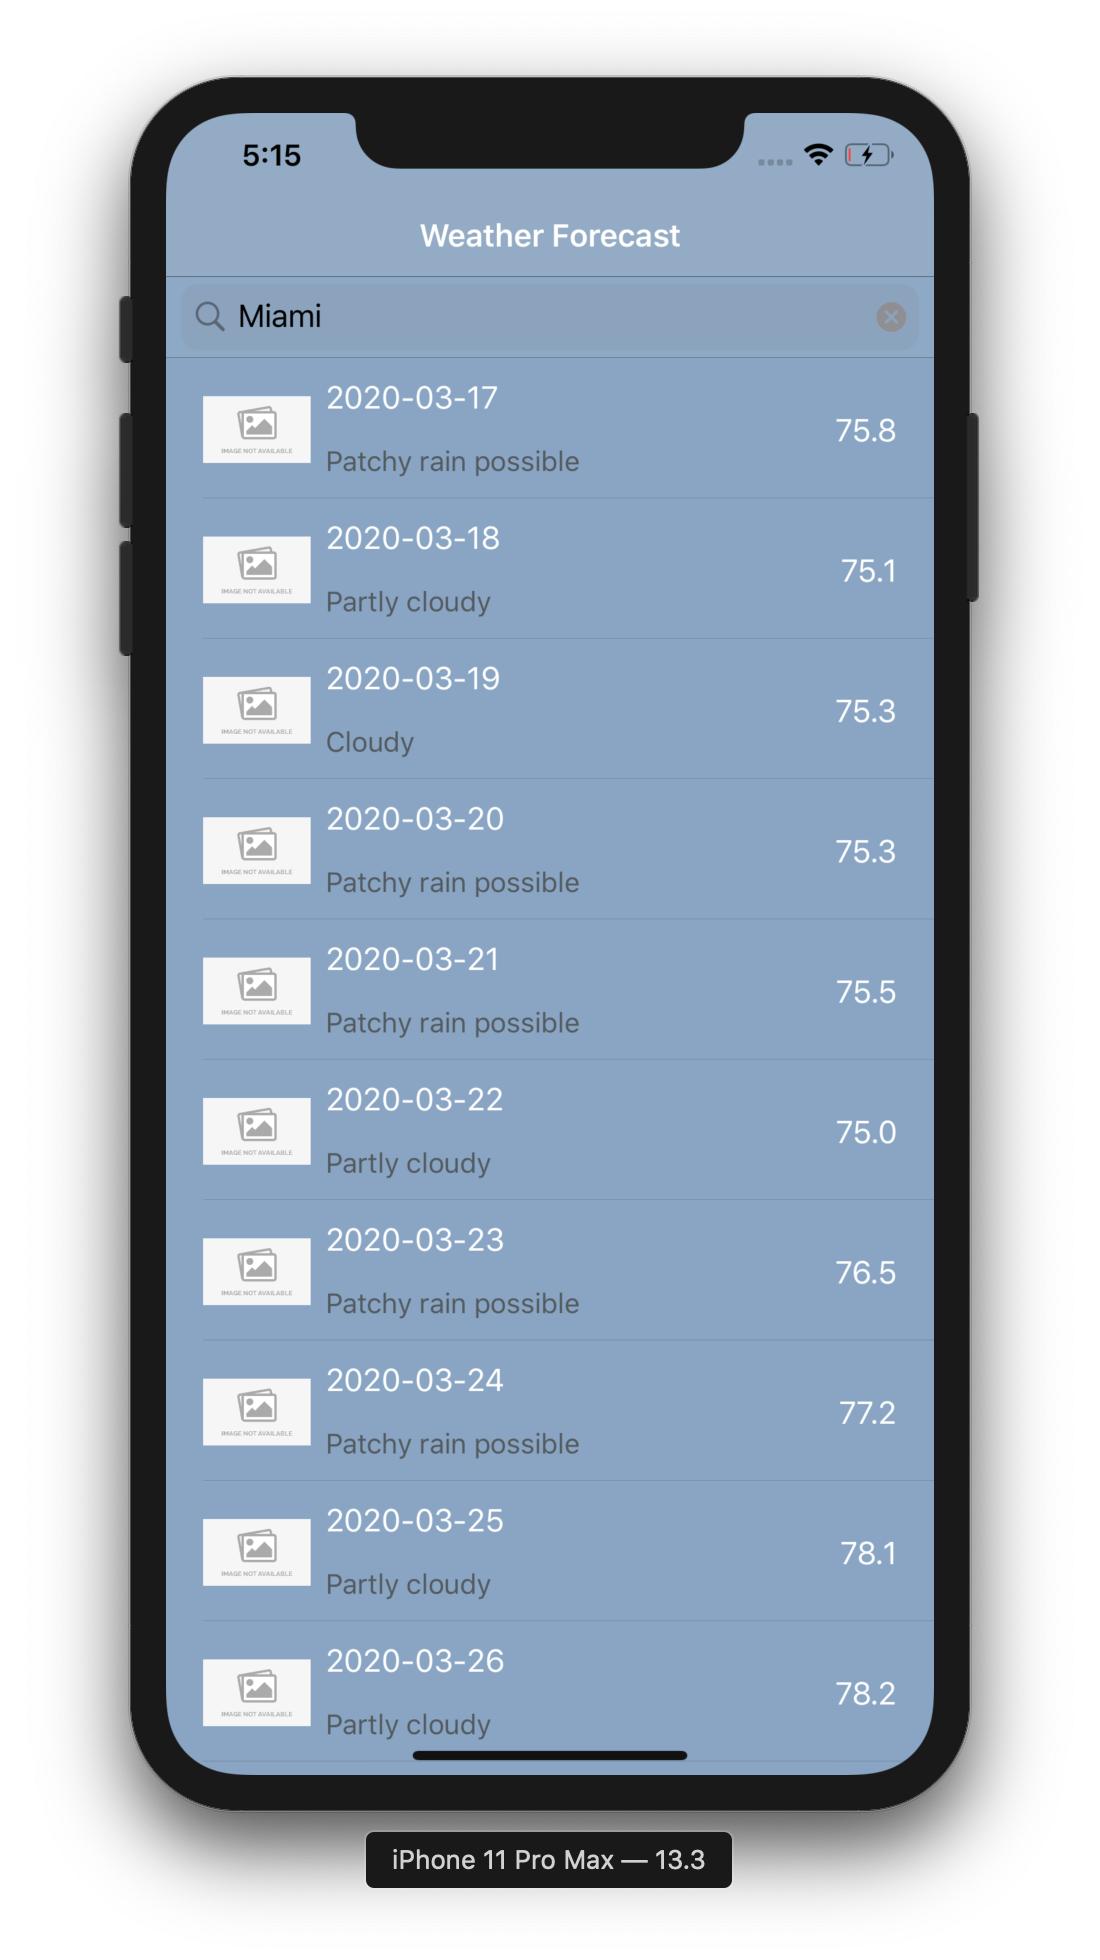 5:15
Weather Forecast
Miami
2020-03-17
IMAGE NOT AVAILABLE
Patchy rain possible
75.8
2020-03-18
IMAGE NOT AVAILABLE
Partly cloudy
75.1
2020-03-19
IMAGE NOT AVAILABLE
Cloudy
75.3
2020-03-20
IMAGE NOT AVAILABLE
Patchy rain possible
75.3
2020-03-21
IMAGE NOT AVAILABLE
Patchy rain possible
75.5
2020-03-22
IMAGE NOT AVAILABLE
Partly cloudy
75.0
2020-03-23
IMAGE NOT AVAILABLE
Patchy rain possible
76.5
2020-03-24
IMAGE NOT AVAILABLE
Patchy rain possible
77.2
2020-03-25
IMAGE NOT AVAILABLE
Partly cloudy
78.1
2020-03-26
IMAGE NOT AVAILABLE
Partly cloudy
78.2
iPhone 11 Pro Max — 13.3